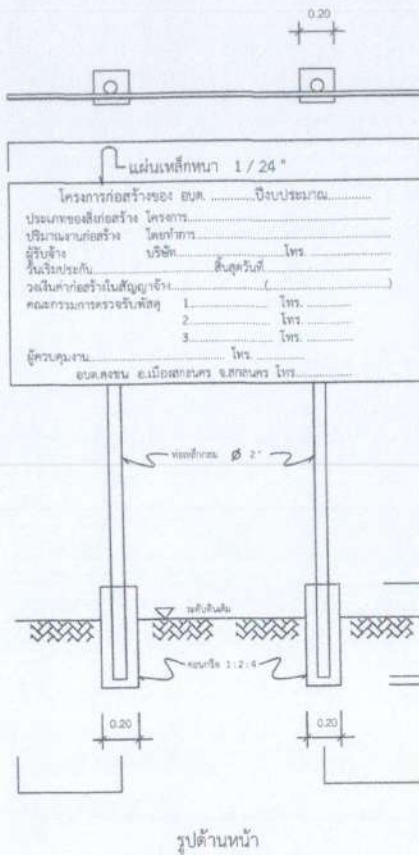 0.20
แผ่นเหล็กหนา 1 / 24 "
โครงการก่อสร้างของ อบต. ............ปีงบประมาณ............
ประเภทของสิ่งก่อสร้าง โครงการ............
ปริมาณงานก่อสร้าง โดยทำการ............
ผู้รับจ้าง บริษัท............โทร. ............
วันเริ่มประกัน............สิ้นสุดวันที่............
วงเงินค่าก่อสร้างในสัญญาจ้าง............(............)
คณะกรรมการตรวจรับพัสดุ 1............ โทร. ............
2............ โทร. ............
3............ โทร. ............
ผู้ควบคุมงาน............ โทร. ............
อบต.ดงชน อ.เมืองสกลนคร จ.สกลนคร โทร............
ท่อเหล็กกลม Ø 2"
ระดับดินเดิม
คอนกรีต 1:2:4
0.20 0.20
รูปด้านหน้า